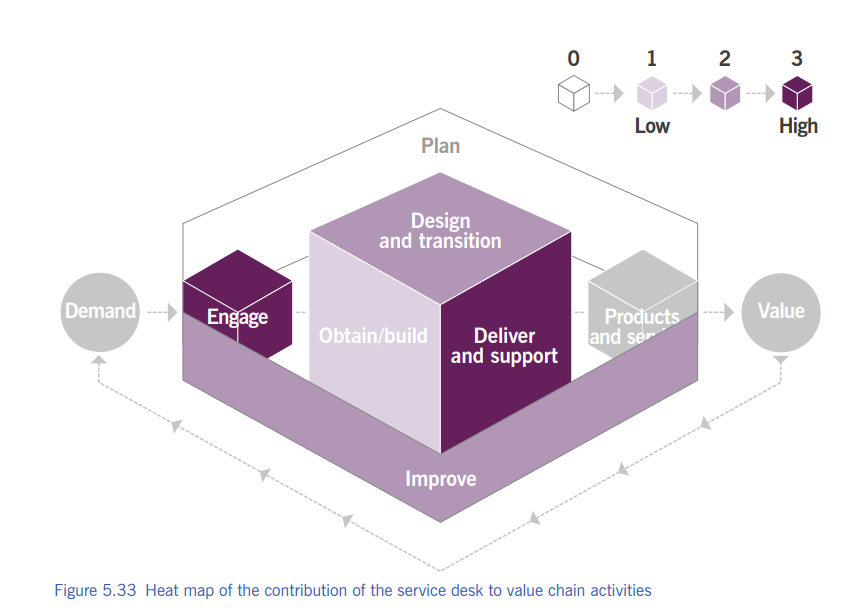 0 1 2 3
Low High
Plan
Design
and transition
Demand
Engage
Obtain/build
Deliver
and support
Products
and
Value
Improve
Figure 5.33 Heat map of the contribution of the service desk to value chain activities